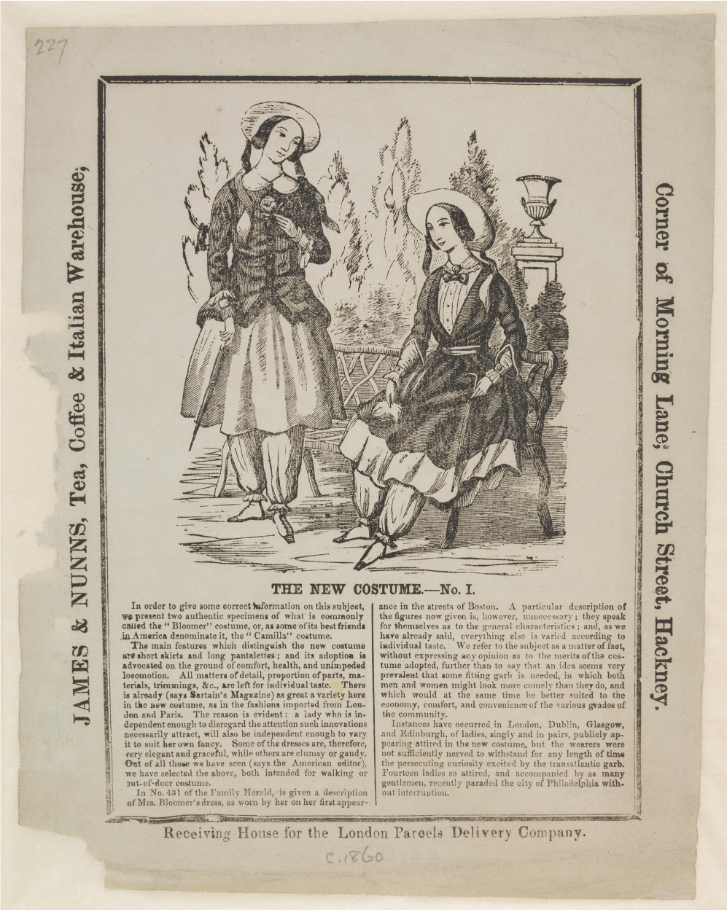 227
JAMES & NUNNS, Tea, Coffee & Italian Warehouse,
THE NEW COSTUME.—No. I.
In order to give some correct information on this subject,
we present two authentic specimens of what is commonly
called the "Bloomer" costume, or, as some of its best friends
in America denominate it, the "Camilla" costume.
The main features which distinguish the new costume
are short skirts and long pantalettes; and its adoption is
advocated on the ground of comfort, health, and unimpeded
locomotion. All matters of detail, proportion of parts, ma-
terials, trimmings, &c., are left for individual taste. There
is already (says Sartain's Magazine) as great a variety here
in the new costume, as in the fashions imported from Lon-
don and Paris. The reason is evident: a lady who is in-
dependent enough to disregard the attention such innovations
necessarily attract, will also be independent enough to vary
it to suit her own fancy. Some of the dresses are, therefore,
very elegant and graceful, while others are clumsy or gaudy.
Out of all those we have seen (says the American editor),
we have selected the above, both intended for walking or
out-of-door costume.
In No. 431 of the Family Herald, is given a description
of Mrs. Bloomer's dress, as worn by her on her first appear-
ance in the streets of Boston. A particular description of
the figures now given is, however, unnecessary; they speak
for themselves as to the general characteristics; and, as we
have already said, everything else is varied according to
individual taste. We refer to the subject as a matter of fact,
without expressing any opinion as to the merits of the cos-
tume adopted, further than to say that an idea seems very
prevalent that some fitting garb is needed, in which both
men and women might look more comely than they do, and
which would at the same time be better suited to the
economy, comfort, and convenience of the various grades of
the community.
Instances have occurred in London, Dublin, Glasgow,
and Edinburgh, of ladies, singly and in pairs, publicly ap-
pearing attired in the new costume, but the wearers were
not sufficiently nerved to withstand for any length of time
the persecuting curiosity excited by the transatlantic garb.
Fourteen ladies so attired, and accompanied by as many
gentlemen, recently paraded the city of Philadelphia with-
out interruption.
Corner of Morning Lane, Church Street, Hackney.
Receiving House for the London Parcels Delivery Company.
c.1860